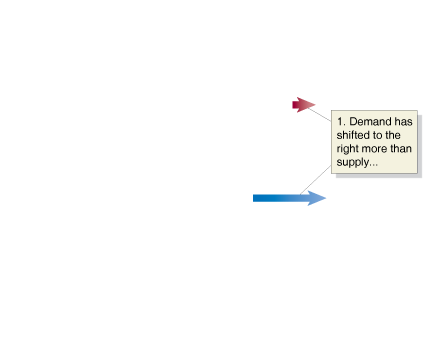 1. Demand has
shifted to the
right more than
supply...